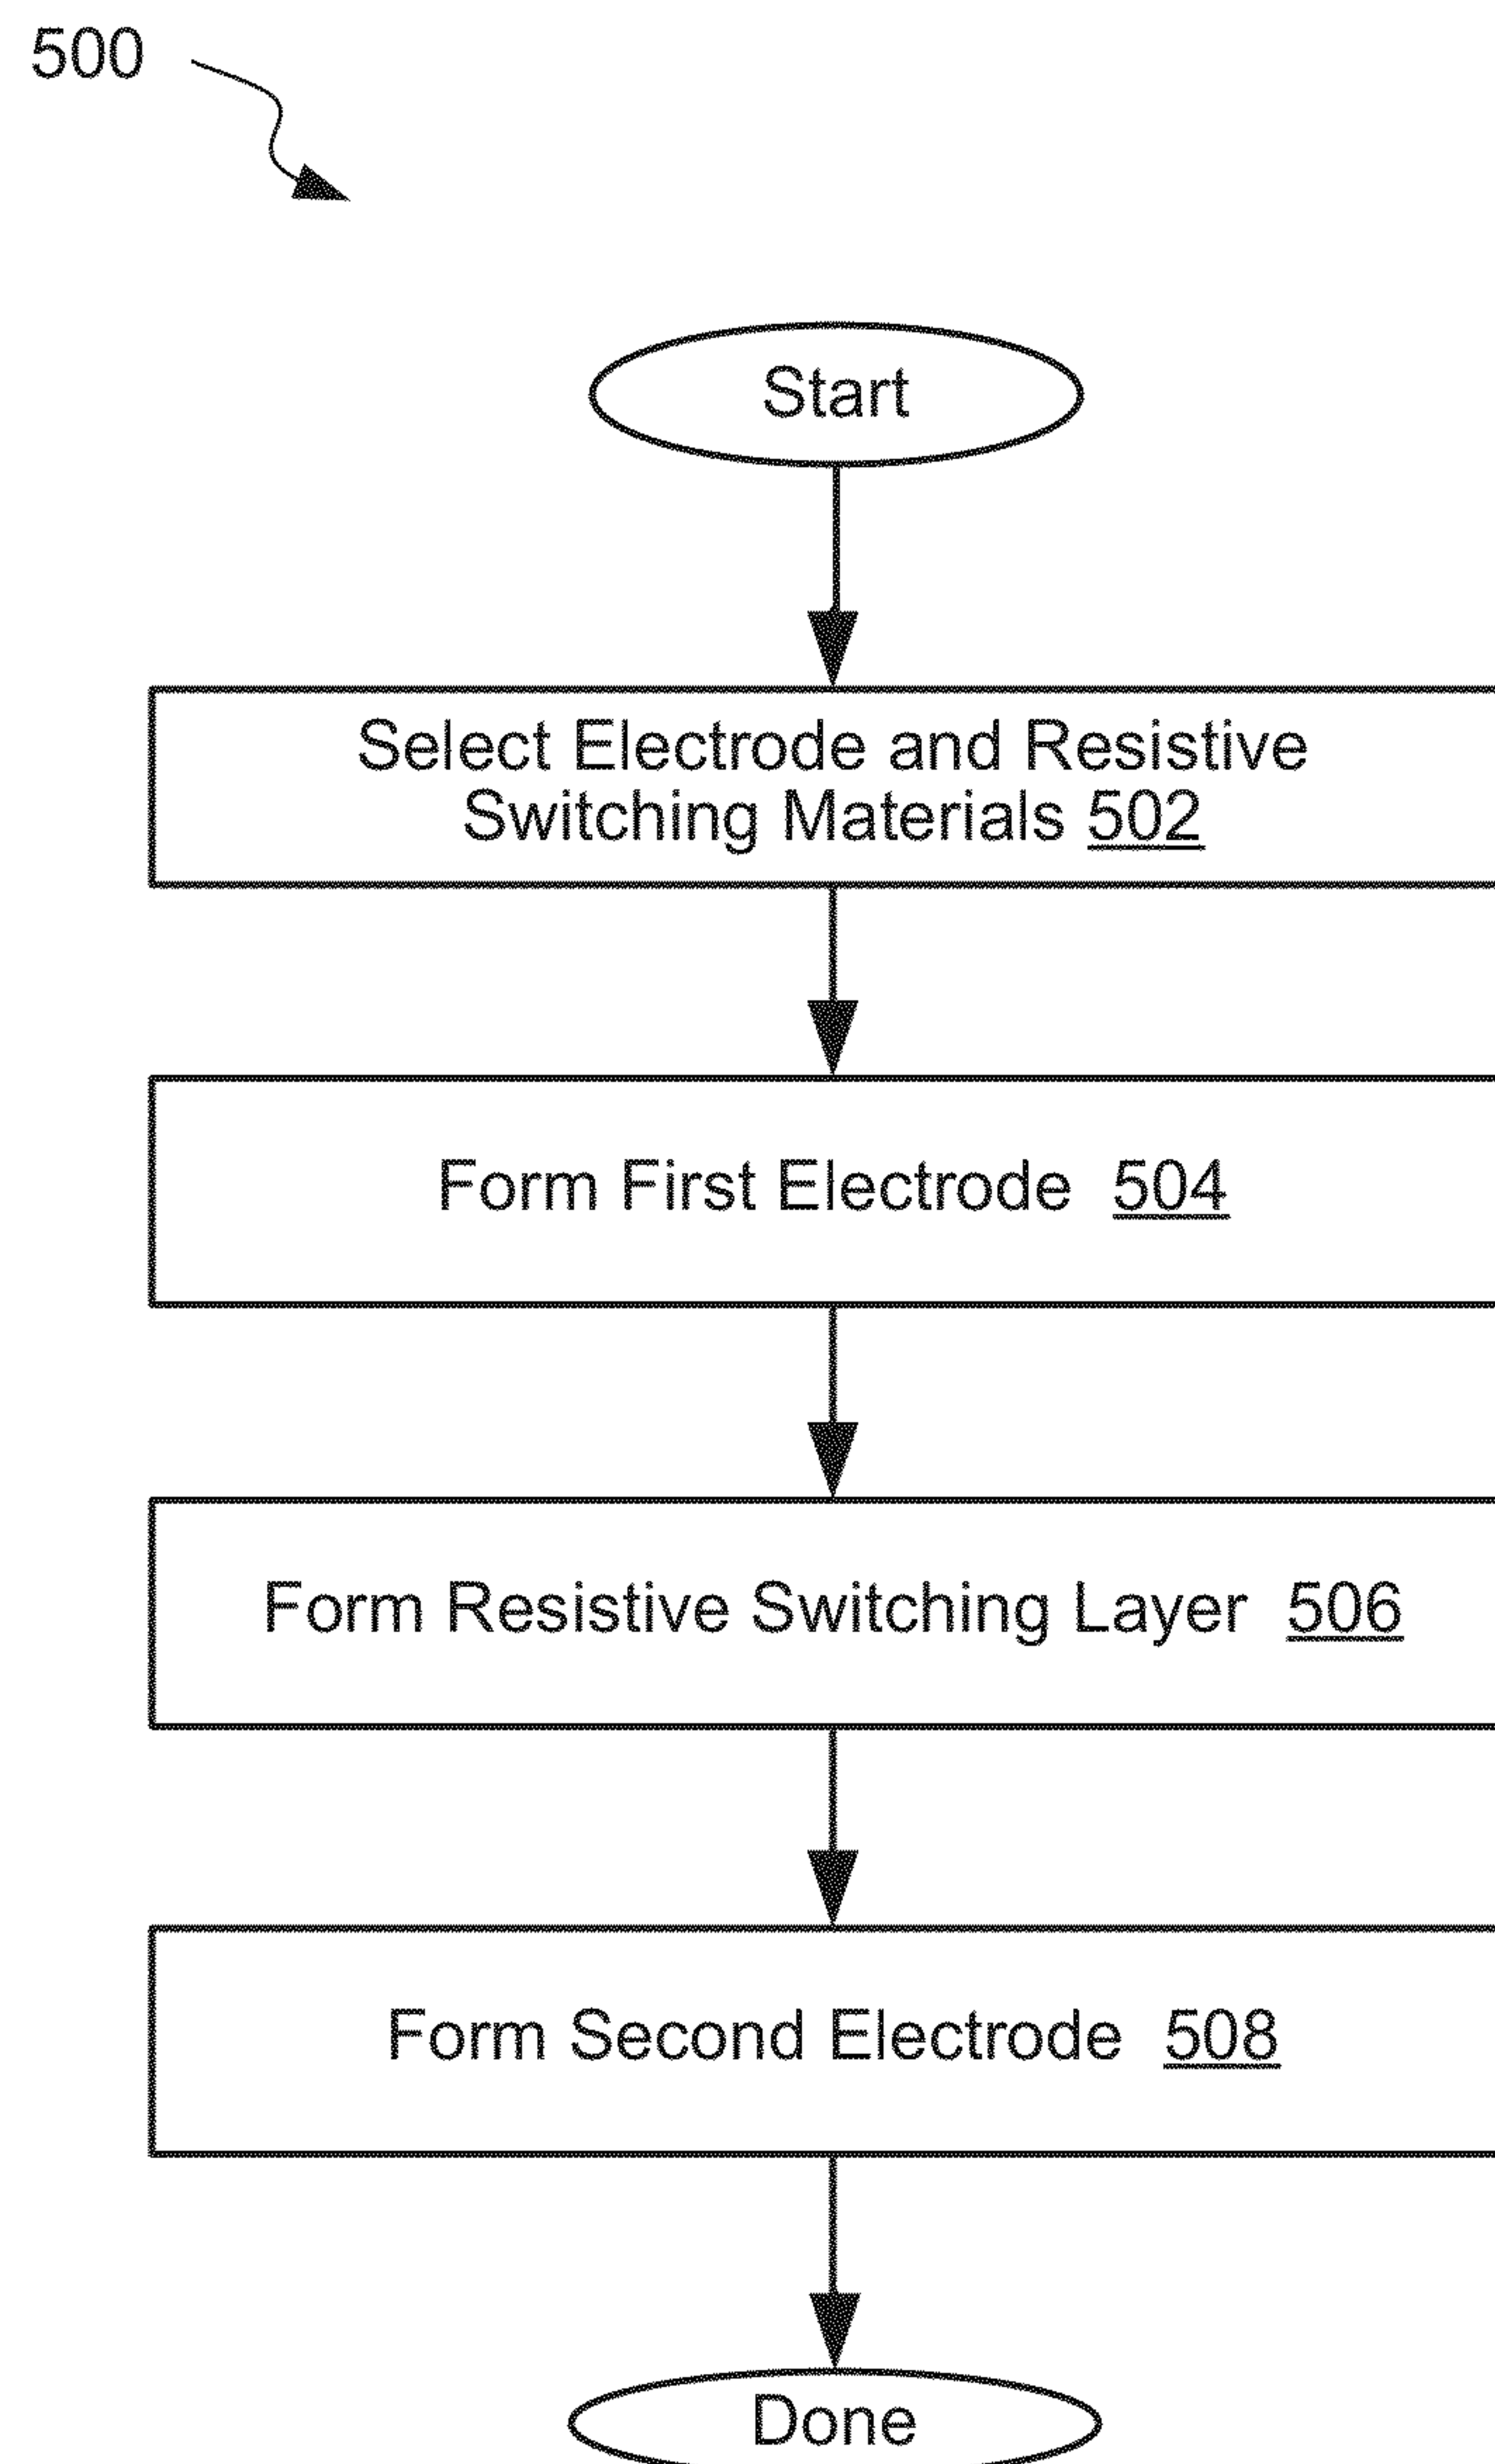 500
Start
Select Electrode and Resistive
Switching Materials 502
Form First Electrode 504
Form Resistive Switching Layer 506
Form Second Electrode 508
Done